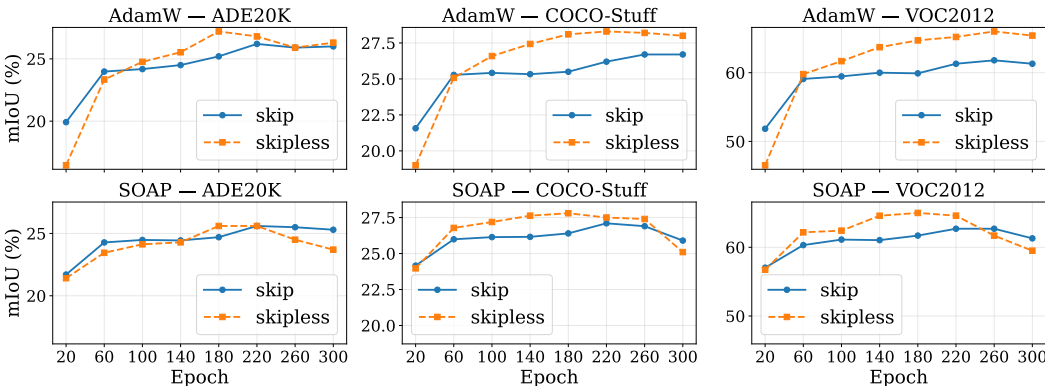 AdamW — ADE20K
AdamW — COCO-Stuff
AdamW — VOC2012
mIoU (%)
25
20
skip
skipless
27.5
25.0
22.5
20.0
skip
skipless
60
50
skip
skipless
SOAP — ADE20K
SOAP — COCO-Stuff
SOAP — VOC2012
mIoU (%)
25
20
skip
skipless
20 60 100 140 180 220 260 300
Epoch
27.5
25.0
22.5
20.0
skip
skipless
20 60 100 140 180 220 260 300
Epoch
60
50
skip
skipless
20 60 100 140 180 220 260 300
Epoch